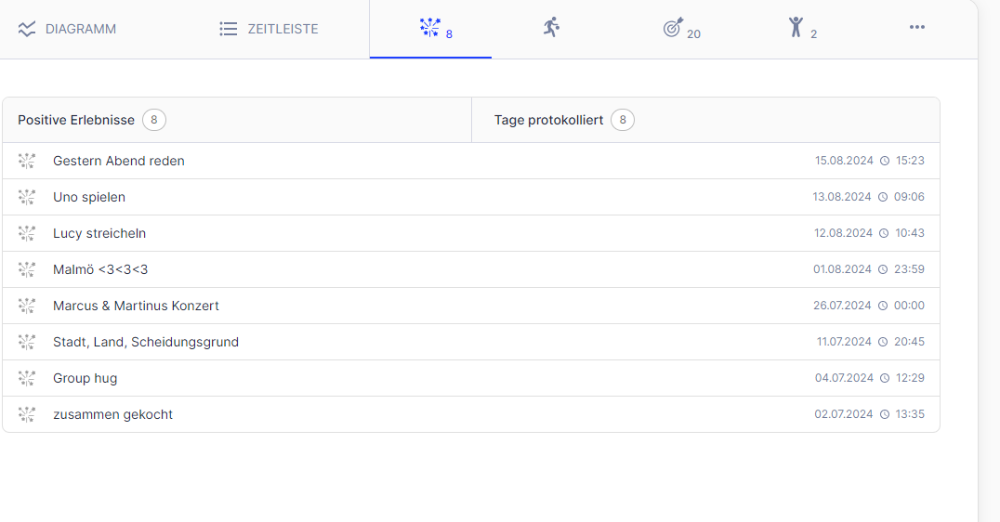 DIAGRAMM ZEITLEISTE 8 20 2
Positive Erlebnisse 8 Tage protokolliert 8
Gestern Abend reden 15.08.2024 15:23
Uno spielen 13.08.2024 09:06
Lucy streicheln 12.08.2024 10:43
Malmö <3<3<3 01.08.2024 23:59
Marcus & Martinus Konzert 26.07.2024 00:00
Stadt, Land, Scheidungsgrund 11.07.2024 20:45
Group hug 04.07.2024 12:29
zusammen gekocht 02.07.2024 13:35